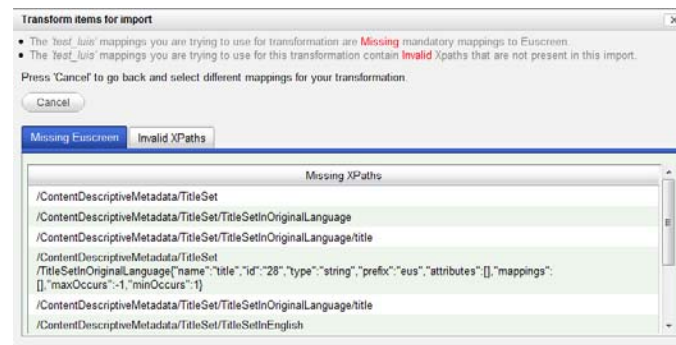 Transform items for import
The 'test_luis' mappings you are trying to use for transformation are Missing mandatory mappings to Euscreen.
The 'test_luis' mappings you are trying to use for this transformation contain Invalid Xpaths that are not present in this import.
Press 'Cancel' to go back and select different mappings for your transformation.
Cancel
Missing Euscreen Invalid XPaths
Missing XPaths
/ContentDescriptiveMetadata/TitleSet
/ContentDescriptiveMetadata/TitleSet/TitleSetInOriginalLanguage
/ContentDescriptiveMetadata/TitleSet/TitleSetInOriginalLanguage/title
/ContentDescriptiveMetadata/TitleSet
/TitleSetInOriginalLanguage{"name":"title","id":"28","type":"string","prefix":"eus","attributes":[],"mappings":
[],"maxOccurs":-1,"minOccurs":1}
/ContentDescriptiveMetadata/TitleSet/TitleSetInOriginalLanguage/title
/ContentDescriptiveMetadata/TitleSet/TitleSetInEnglish